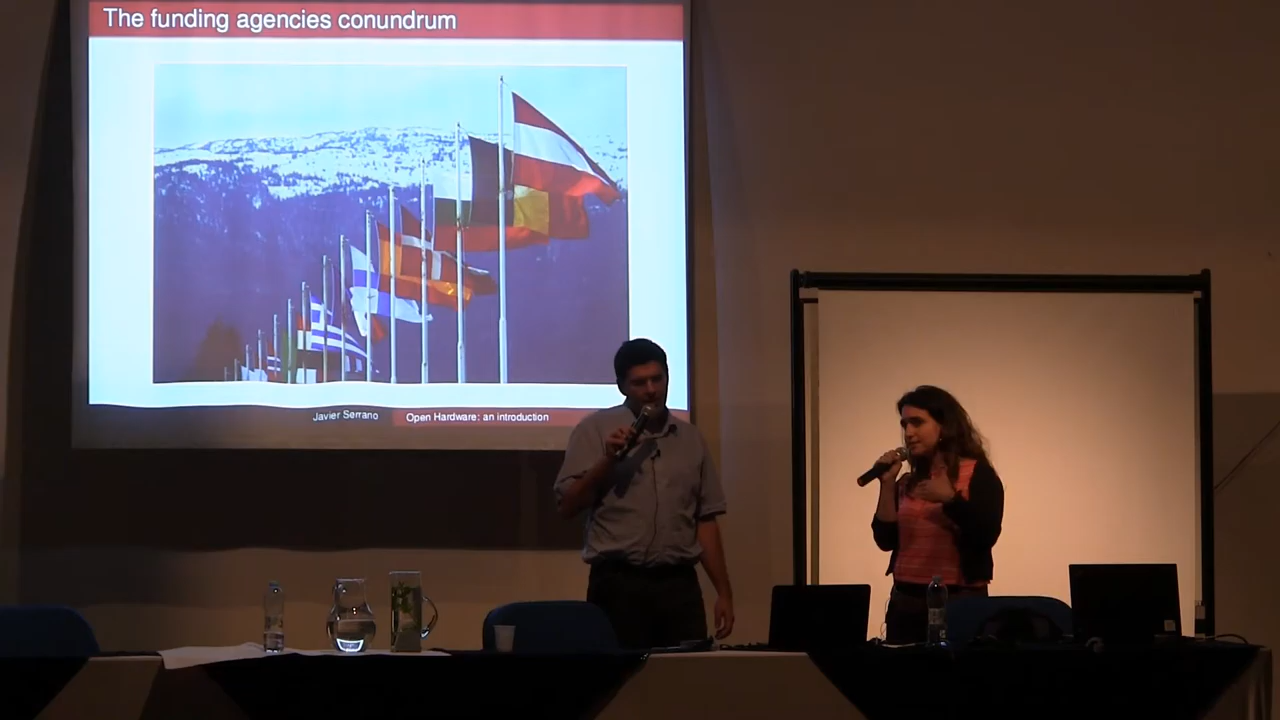 The funding agencies conundrum
Javier Serrano
Open Hardware: an introduction